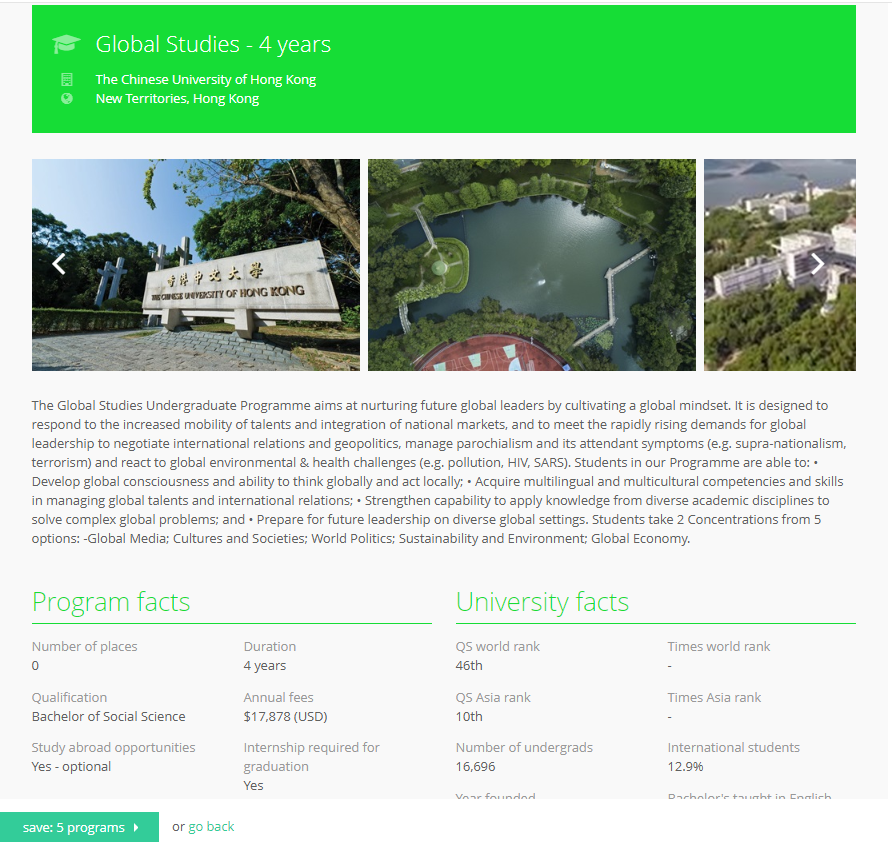 Global Studies - 4 years
The Chinese University of Hong Kong
New Territories, Hong Kong
香港中文大學
THE CHINESE UNIVERSITY OF HONG KONG
The Global Studies Undergraduate Programme aims at nurturing future global leaders by cultivating a global mindset. It is designed to
respond to the increased mobility of talents and integration of national markets, and to meet the rapidly rising demands for global
leadership to negotiate international relations and geopolitics, manage parochialism and its attendant symptoms (e.g. supra-nationalism,
terrorism) and react to global environmental & health challenges (e.g. pollution, HIV, SARS). Students in our Programme are able to: •
Develop global consciousness and ability to think globally and act locally; • Acquire multilingual and multicultural competencies and skills
in managing global talents and international relations; • Strengthen capability to apply knowledge from diverse academic disciplines to
solve complex global problems; and • Prepare for future leadership on diverse global settings. Students take 2 Concentrations from 5
options: -Global Media; Cultures and Societies; World Politics; Sustainability and Environment; Global Economy.
Program facts
Number of places
0
Duration
4 years
Qualification
Bachelor of Social Science
Annual fees
$17,878 (USD)
Study abroad opportunities
Yes - optional
Internship required for
graduation
Yes
University facts
QS world rank
46th
Times world rank
-
QS Asia rank
10th
Times Asia rank
-
Number of undergrads
16,696
International students
12.9%
Year founded
Bachelor's taught in English
save: 5 programs
or go back